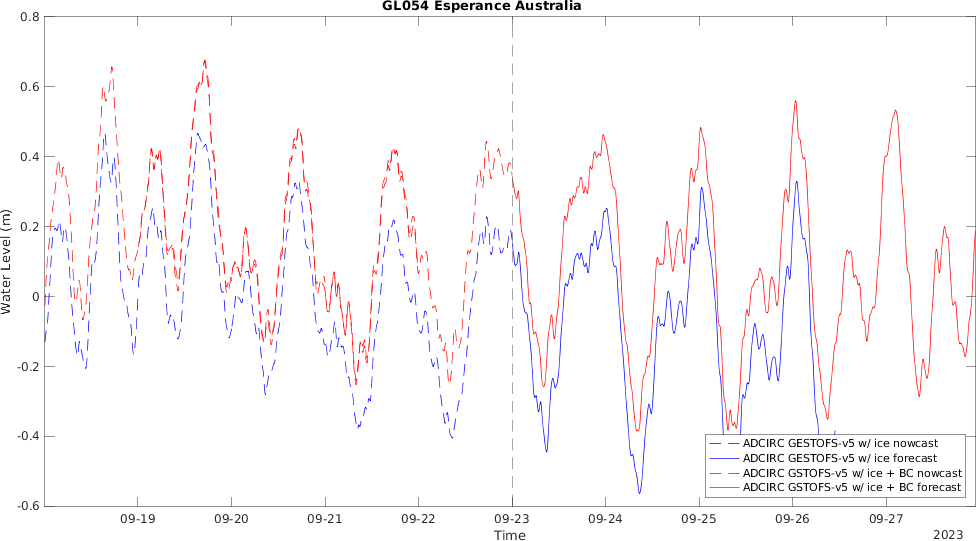 GL054 Esperance Australia
Water Level (m)
0.8
0.6
0.4
0.2
0
-0.2
-0.4
-0.6
ADCIRC GESTOFS-v5 w/ ice nowcast
ADCIRC GESTOFS-v5 w/ ice forecast
ADCIRC GSTOFS-v5 w/ ice + BC nowcast
ADCIRC GSTOFS-v5 w/ ice + BC forecast
09-19 09-20 09-21 09-22 09-23 09-24 09-25 09-26 09-27
Time
2023